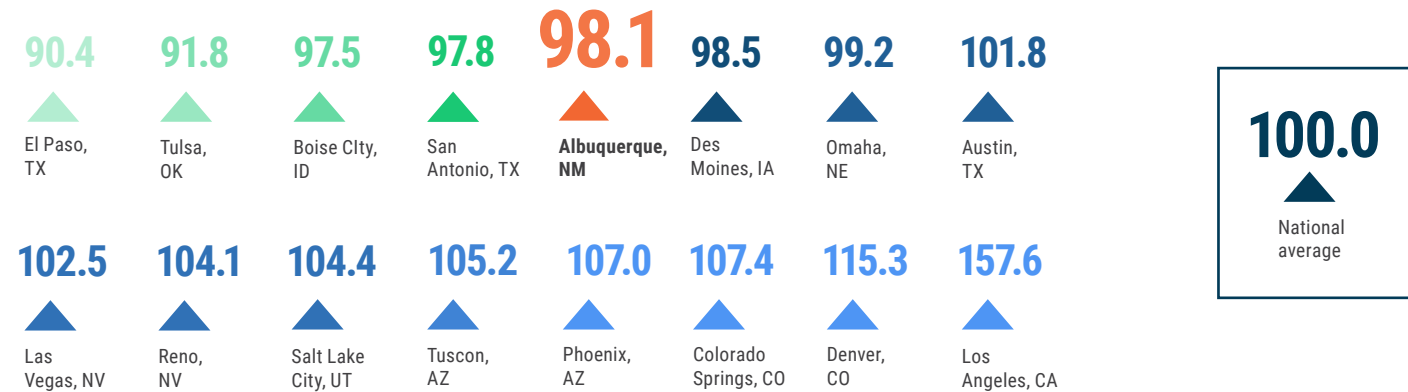 90.4
El Paso,
TX
91.8
Tulsa,
OK
97.5
Boise CIty,
ID
97.8
San
Antonio, TX
98.1
Albuquerque,
NM
98.5
Des
Moines, IA
99.2
Omaha,
NE
101.8
Austin,
TX
102.5
Las
Vegas, NV
104.1
Reno,
NV
104.4
Salt Lake
City, UT
105.2
Tuscon,
AZ
107.0
Phoenix,
AZ
107.4
Colorado
Springs, CO
115.3
Denver,
CO
157.6
Los
Angeles, CA
100.0
National
average